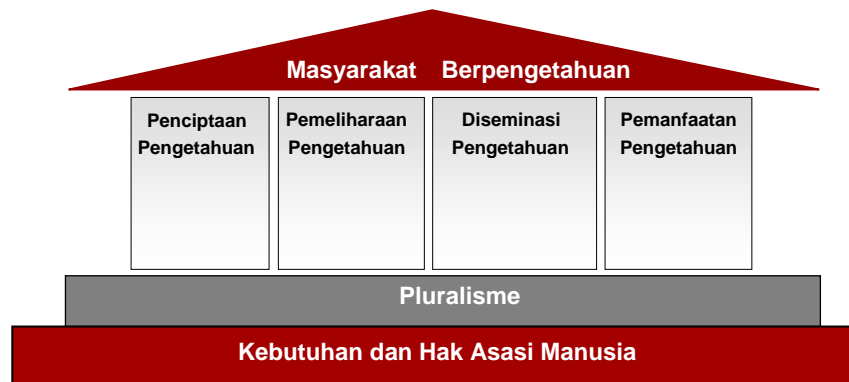 Masyarakat Berpengetahuan
Penciptaan
Pengetahuan
Pemeliharaan
Pengetahuan
Diseminasi
Pengetahuan
Pemanfaatan
Pengetahuan
Pluralisme
Kebutuhan dan Hak Asasi Manusia